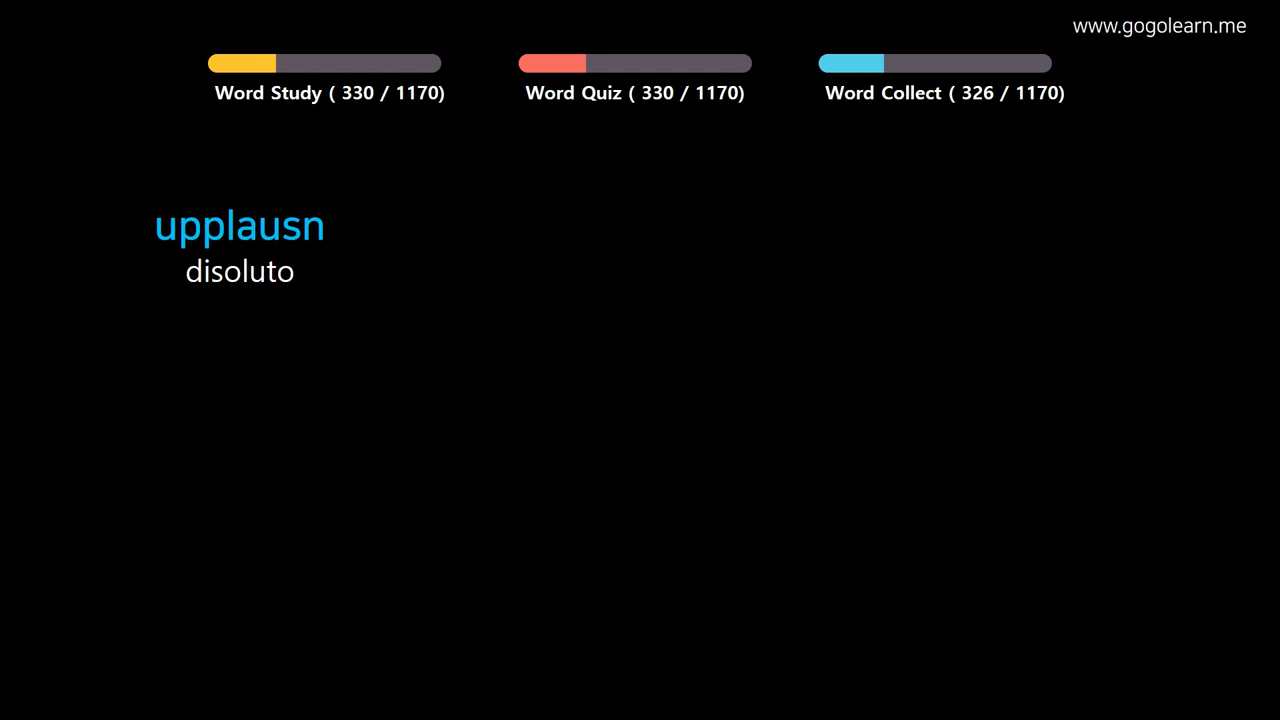 www.gogolearn.me
Word Study ( 330 / 1170)
Word Quiz ( 330 / 1170)
Word Collect ( 326 / 1170)
upplausn
disoluto